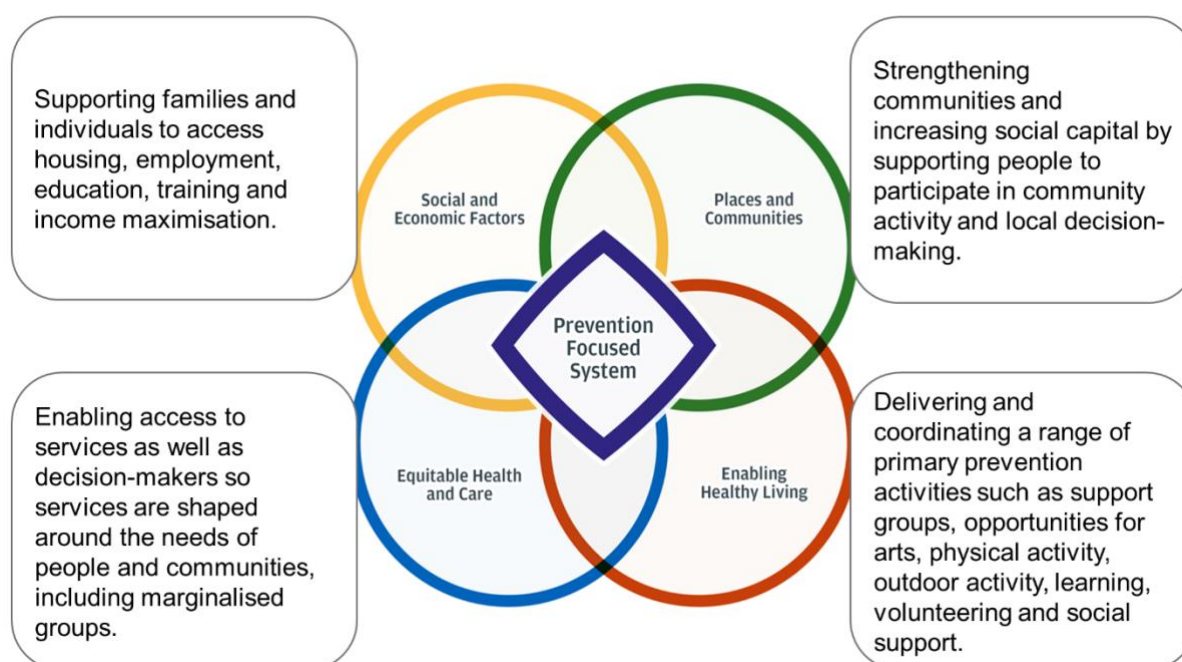 Supporting families and
individuals to access
housing, employment,
education, training and
income maximisation.
Strengthening
communities and
increasing social capital by
supporting people to
participate in community
activity and local decision-
making.
Social and
Economic Factors
Places and
Communities
Prevention
Focused
System
Enabling access to
services as well as
decision-makers so
services are shaped
around the needs of
people and communities,
including marginalised
groups.
Equitable Health
and Care
Enabling
Healthy Living
Delivering and
coordinating a range of
primary prevention
activities such as support
groups, opportunities for
arts, physical activity,
outdoor activity, learning,
volunteering and social
support.